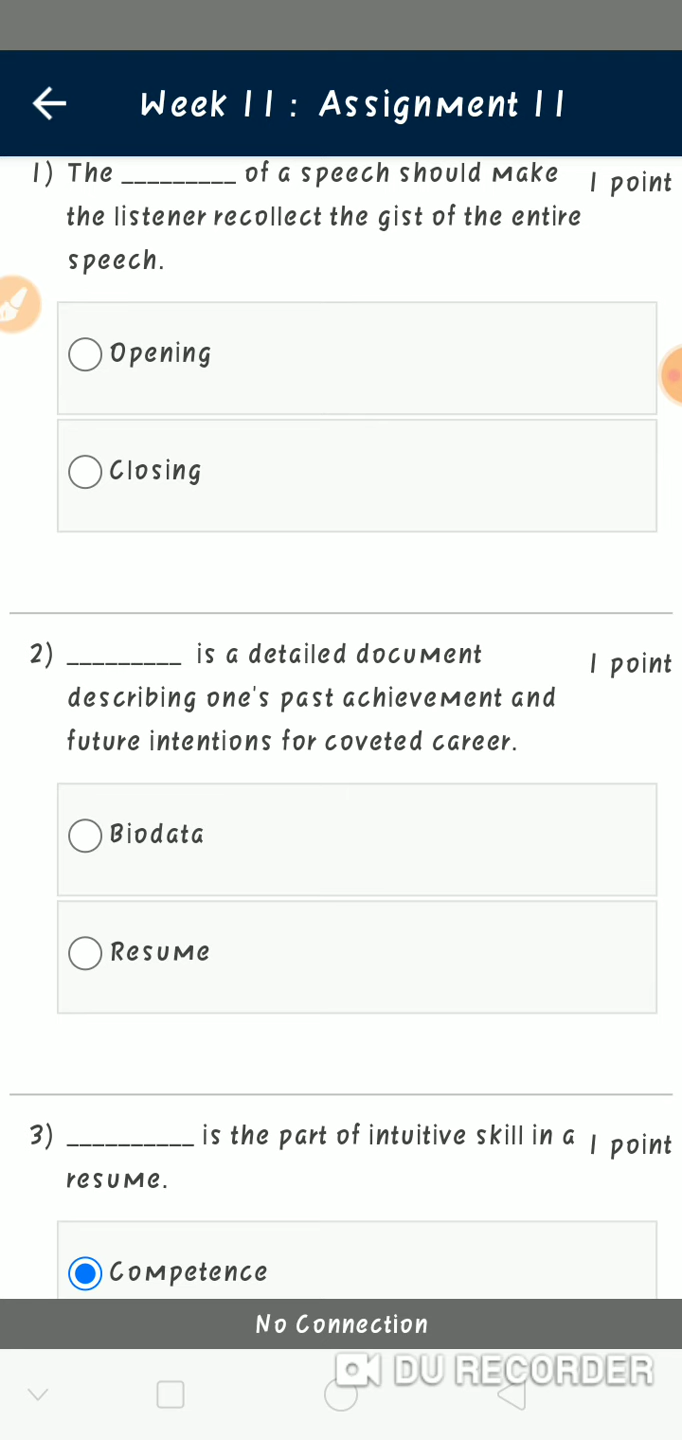 Week 11 : Assignment 11
1) The _________ of a speech should make 1 point
the listener recollect the gist of the entire
speech.
Opening
Closing
2) _________ is a detailed document 1 point
describing one's past achievement and
future intentions for coveted career.
Biodata
Resume
3) __________ is the part of intuitive skill in a 1 point
resume.
Competence
No Connection
DU RECORDER